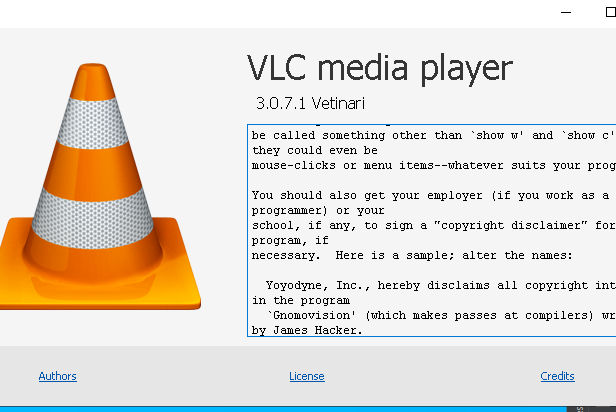 VLC media player
3.0.7.1 Vetinari
be called something other than `show w' and `show c'
they could even be
mouse-clicks or menu items--whatever suits your prog
You should also get your employer (if you work as a
programmer) or your
school, if any, to sign a "copyright disclaimer" for
program, if
necessary.  Here is a sample; alter the names:
Yoyodyne, Inc., hereby disclaims all copyright int
in the program
`Gnomovision' (which makes passes at compilers) wr
by James Hacker.
Authors
License
Credits